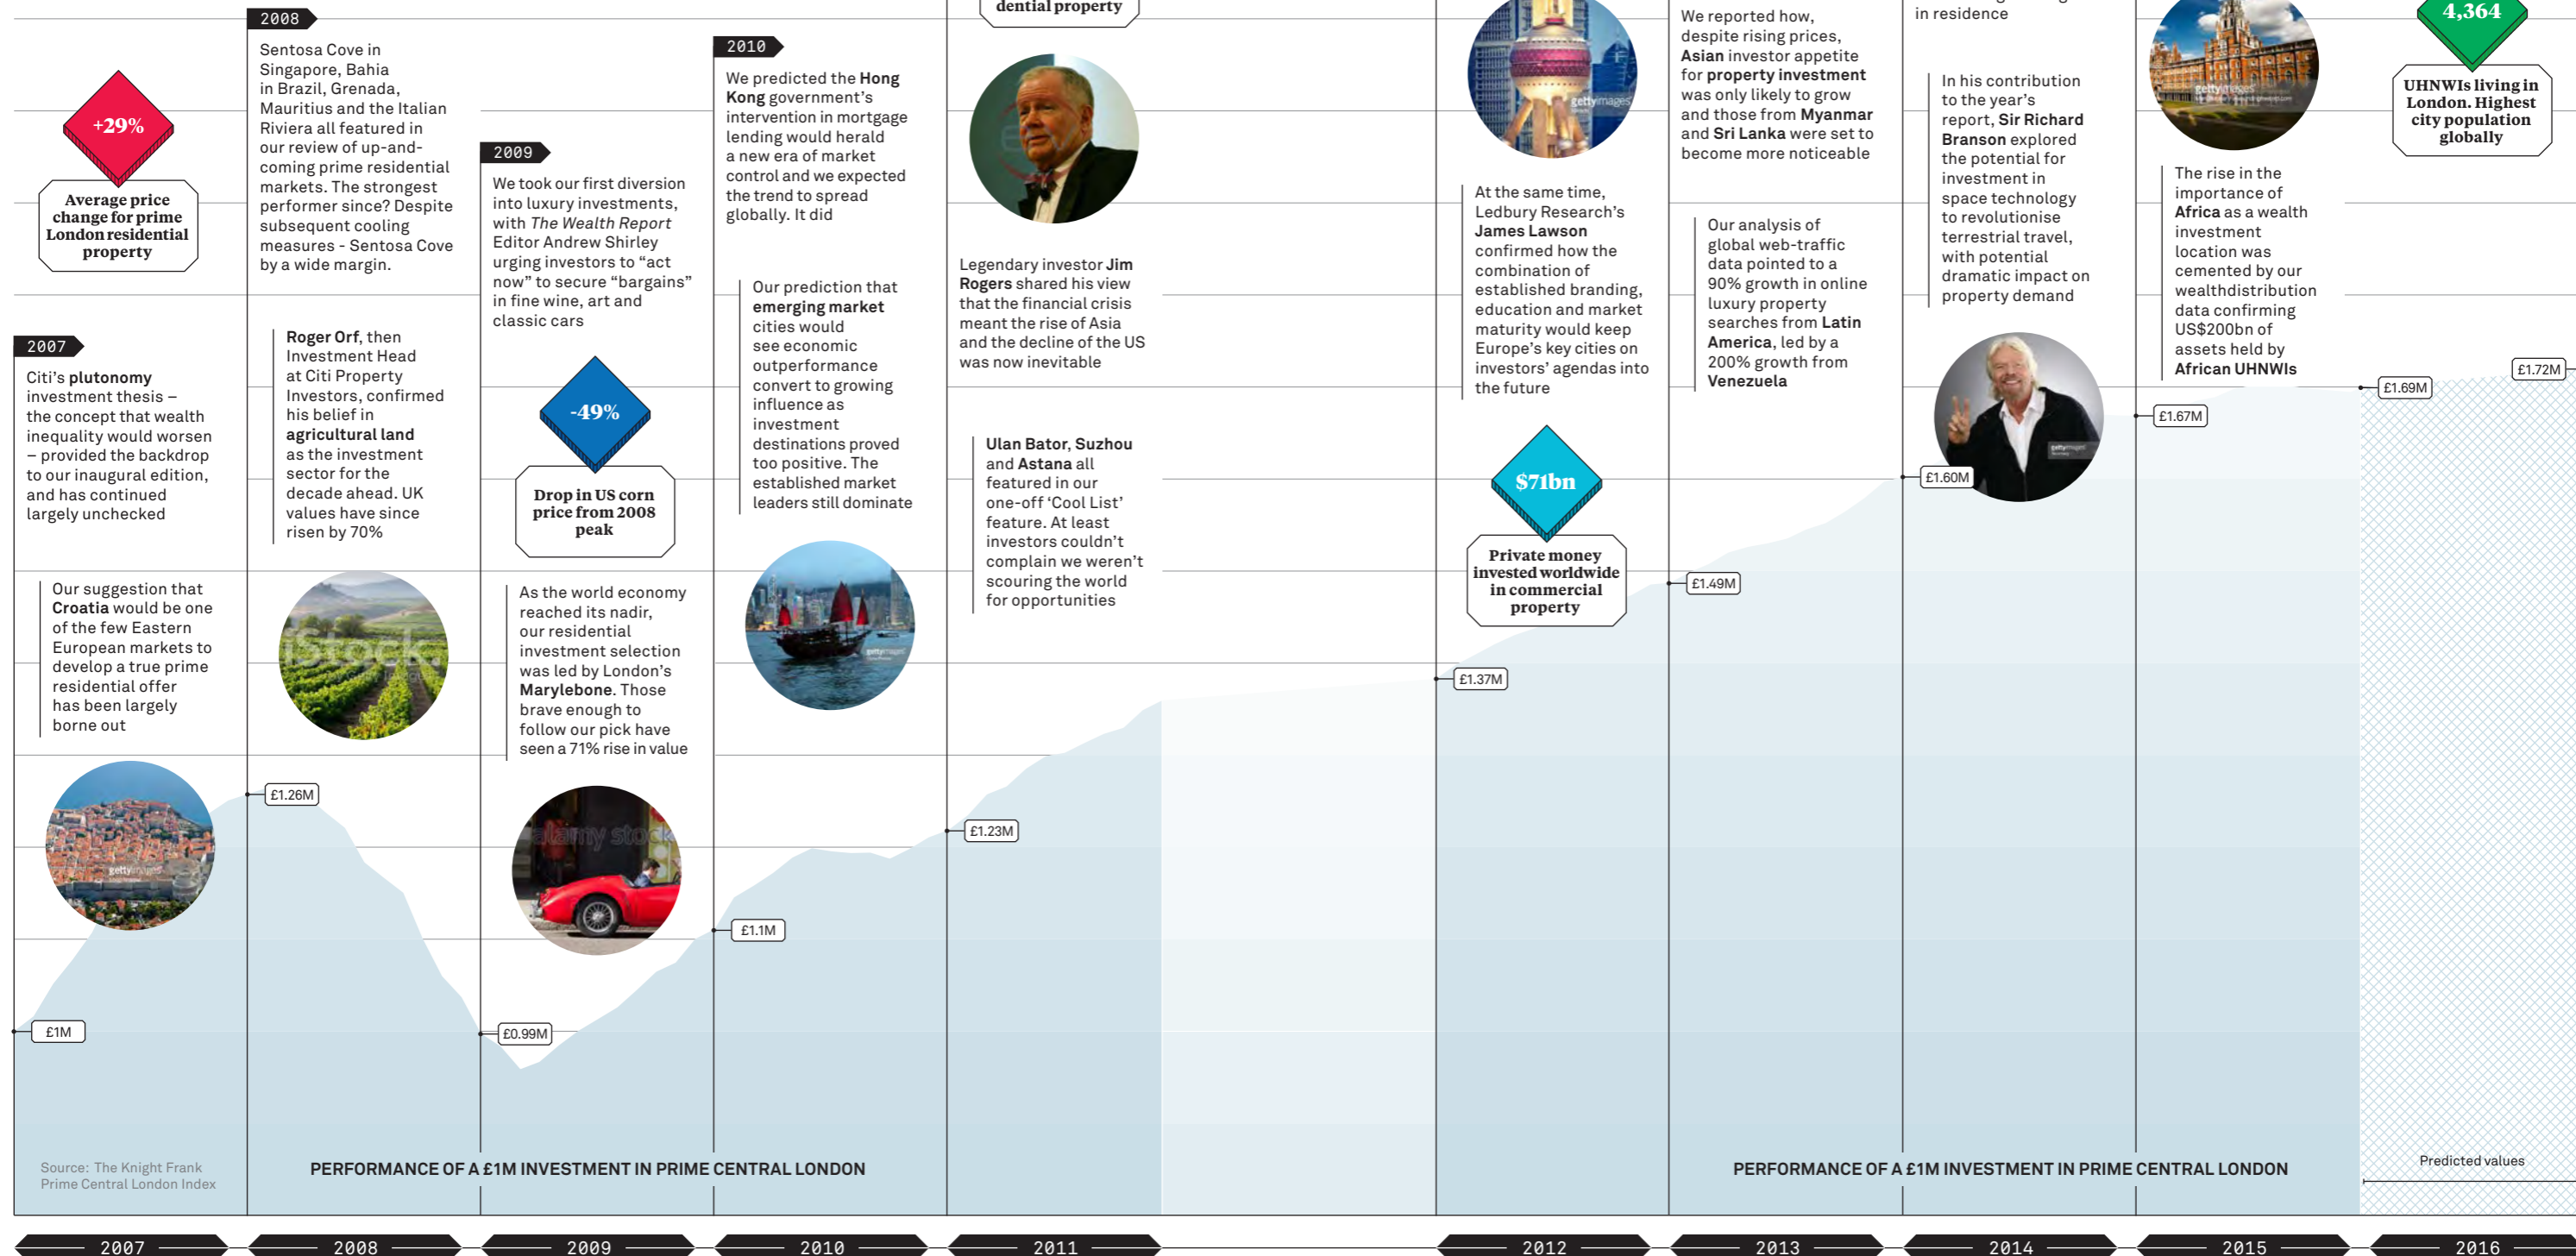 +29%
Average price
change for prime
London residential
property
2007
Citi’s plutonomy
investment thesis –
the concept that wealth
inequality would worsen
– provided the backdrop
to our inaugural edition,
and has continued
largely unchecked
Our suggestion that
Croatia would be one
of the few Eastern
European markets to
develop a true prime
residential offer
has been largely
borne out
gettyimages
£1M
Source: The Knight Frank
Prime Central London Index
2008
Sentosa Cove in
Singapore, Bahia
in Brazil, Grenada,
Mauritius and the Italian
Riviera all featured in
our review of up-and-
coming prime residential
markets. The strongest
performer since? Despite
subsequent cooling
measures - Sentosa Cove
by a wide margin.
Roger Orf, then
Investment Head
at Citi Property
Investors, confirmed
his belief in
agricultural land
as the investment
sector for the
decade ahead. UK
values have since
risen by 70%
iStock.
£1.26M
2009
We took our first diversion
into luxury investments,
with The Wealth Report
Editor Andrew Shirley
urging investors to “act
now” to secure “bargains”
in fine wine, art and
classic cars
-49%
Drop in US corn
price from 2008
peak
As the world economy
reached its nadir,
our residential
investment selection
was led by London’s
Marylebone. Those
brave enough to
follow our pick have
seen a 71% rise in value
alamy stock
£0.99M
2010
We predicted the Hong
Kong government’s
intervention in mortgage
lending would herald
a new era of market
control and we expected
the trend to spread
globally. It did
Our prediction that
emerging market
cities would
see economic
outperformance
convert to growing
influence as
investment
destinations proved
too positive. The
established market
leaders still dominate
gettyimages
£1.1M
dential property
Legendary investor Jim
Rogers shared his view
that the financial crisis
meant the rise of Asia
and the decline of the US
was now inevitable
Ulan Bator, Suzhou
and Astana all
featured in our
one-off ‘Cool List’
feature. At least
investors couldn’t
complain we weren’t
scouring the world
for opportunities
£1.23M
gettyimages
At the same time,
Ledbury Research’s
James Lawson
confirmed how the
combination of
established branding,
education and market
maturity would keep
Europe’s key cities on
investors’ agendas into
the future
$71bn
Private money
invested worldwide
in commercial
property
£1.37M
We reported how,
despite rising prices,
Asian investor appetite
for property investment
was only likely to grow
and those from Myanmar
and Sri Lanka were set to
become more noticeable
Our analysis of
global web-traffic
data pointed to a
90% growth in online
luxury property
searches from Latin
America, led by a
200% growth from
Venezuela
£1.49M
in residence
In his contribution
to the year’s
report, Sir Richard
Branson explored
the potential for
investment in
space technology
to revolutionise
terrestrial travel,
with potential
dramatic impact on
property demand
gettyimages
£1.60M
gettyimages
The rise in the
importance of
Africa as a wealth
investment
location was
cemented by our
wealthdistribution
data confirming
US$200bn of
assets held by
African UHNWIs
£1.67M
4,364
UHNWIs living in
London. Highest
city population
globally
£1.69M
£1.72M
Predicted values
PERFORMANCE OF A £1M INVESTMENT IN PRIME CENTRAL LONDON
PERFORMANCE OF A £1M INVESTMENT IN PRIME CENTRAL LONDON
2007
2008
2009
2010
2011
2012
2013
2014
2015
2016